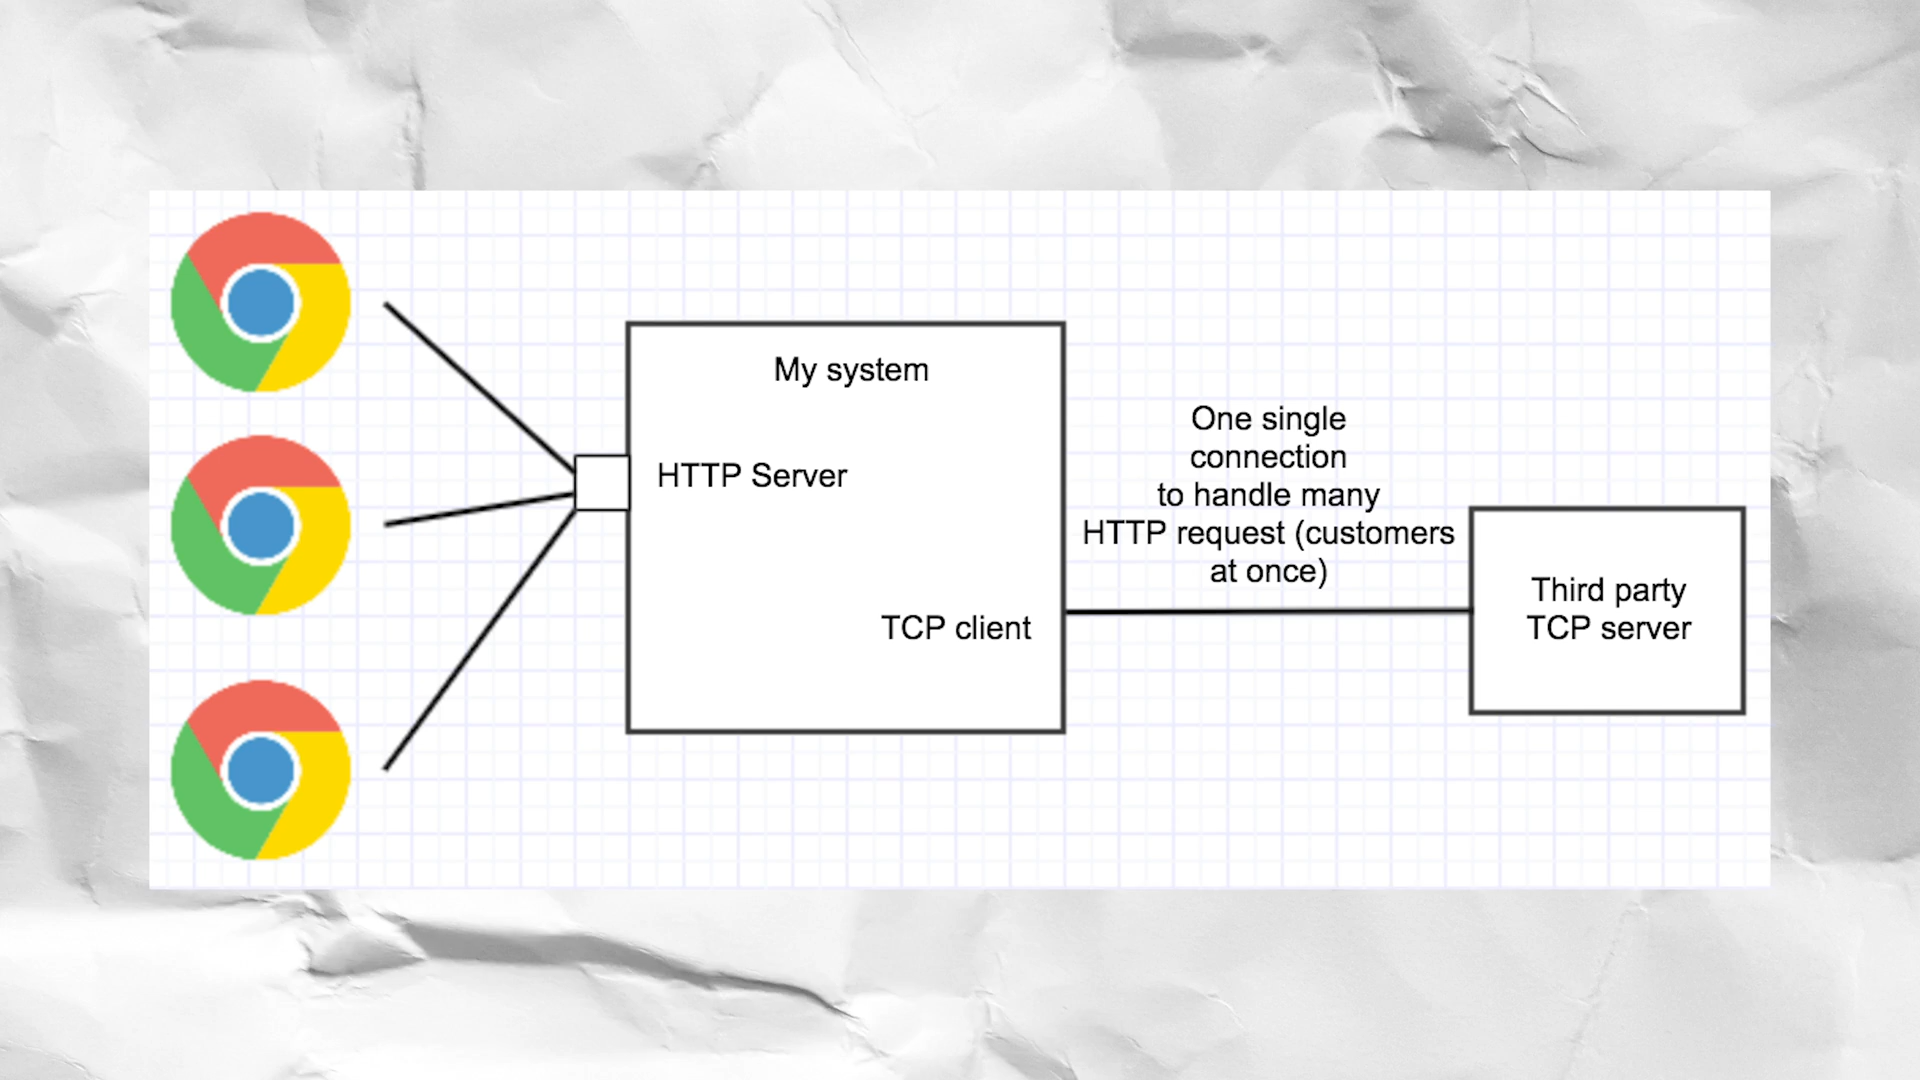 My system
HTTP Server
TCP client
One single
connection
to handle many
HTTP request (customers
at once)
Third party
TCP server